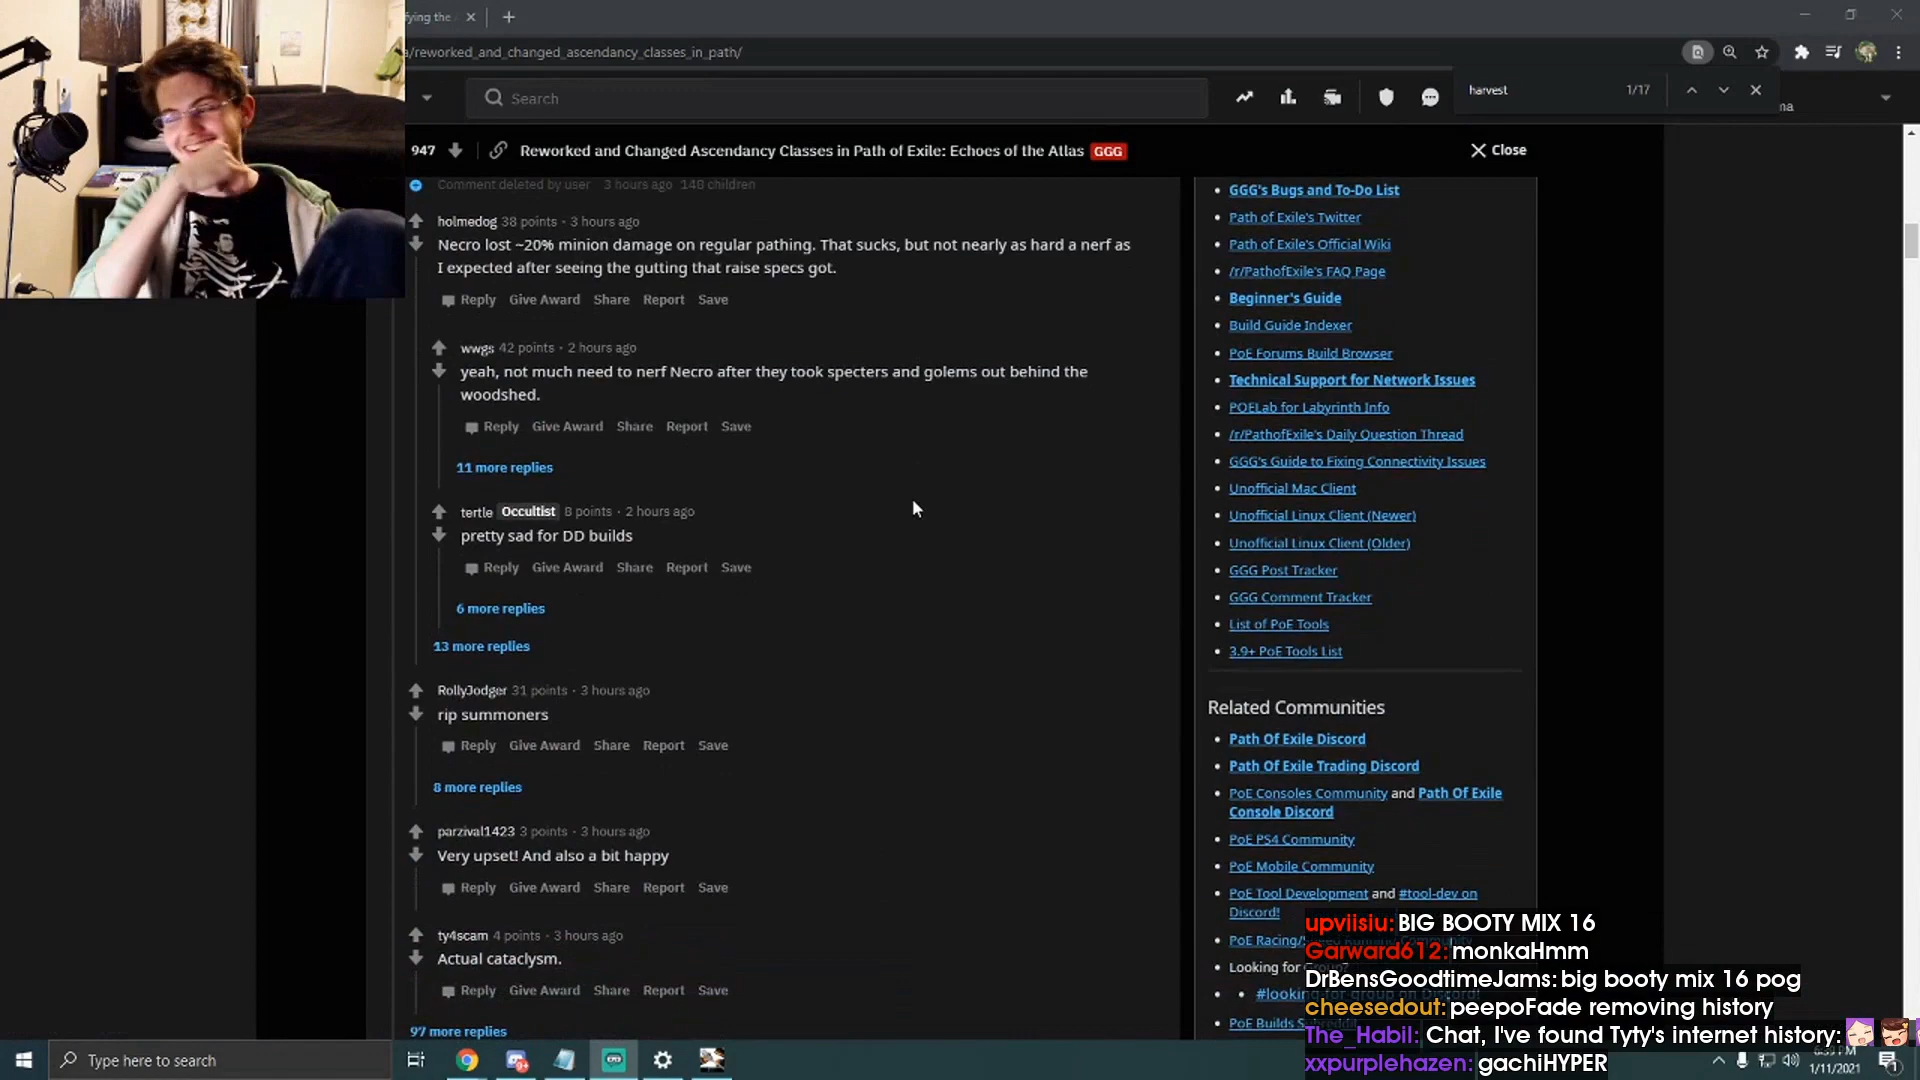 fying the
a/reworked_and_changed_ascendancy_classes_in_path/
Search
harvest 1/17
ma
947 Reworked and Changed Ascendancy Classes in Path of Exile: Echoes of the Atlas GGG
Close
Comment deleted by user 3 hours ago 148 children
holmedog 38 points · 3 hours ago
Necro lost ~20% minion damage on regular pathing. That sucks, but not nearly as hard a nerf as
I expected after seeing the gutting that raise specs got.
Reply Give Award Share Report Save
wwgs 42 points · 2 hours ago
yeah, not much need to nerf Necro after they took specters and golems out behind the
woodshed.
Reply Give Award Share Report Save
11 more replies
tertle Occultist 8 points · 2 hours ago
pretty sad for DD builds
Reply Give Award Share Report Save
6 more replies
13 more replies
RollyJodger 31 points · 3 hours ago
rip summoners
Reply Give Award Share Report Save
8 more replies
parzival1423 3 points · 3 hours ago
Very upset! And also a bit happy
Reply Give Award Share Report Save
ty4scam 4 points · 3 hours ago
Actual cataclysm.
Reply Give Award Share Report Save
97 more replies
GGG's Bugs and To-Do List
Path of Exile's Twitter
Path of Exile's Official Wiki
/r/PathofExile's FAQ Page
Beginner's Guide
Build Guide Indexer
PoE Forums Build Browser
Technical Support for Network Issues
POELab for Labyrinth Info
/r/PathofExile's Daily Question Thread
GGG's Guide to Fixing Connectivity Issues
Unofficial Mac Client
Unofficial Linux Client (Newer)
Unofficial Linux Client (Older)
GGG Post Tracker
GGG Comment Tracker
List of PoE Tools
3.9+ PoE Tools List
Related Communities
Path Of Exile Discord
Path Of Exile Trading Discord
PoE Consoles Community and Path Of Exile
Console Discord
PoE PS4 Community
PoE Mobile Community
PoE Tool Development and #tool-dev on
Discord!
PoE Racing/Speed Running Community
Looking for Group?
#looking-for-group on Discord!
PoE Builds Subreddit
upviisiu: BIG BOOTY MIX 16
Garward612: monkaHmm
DrBensGoodtimeJams: big booty mix 16 pog
cheesedout: peepoFade removing history
The_Habil: Chat, I've found Tyty's internet history:
xxpurplehazen: gachiHYPER
Type here to search
1/11/2021